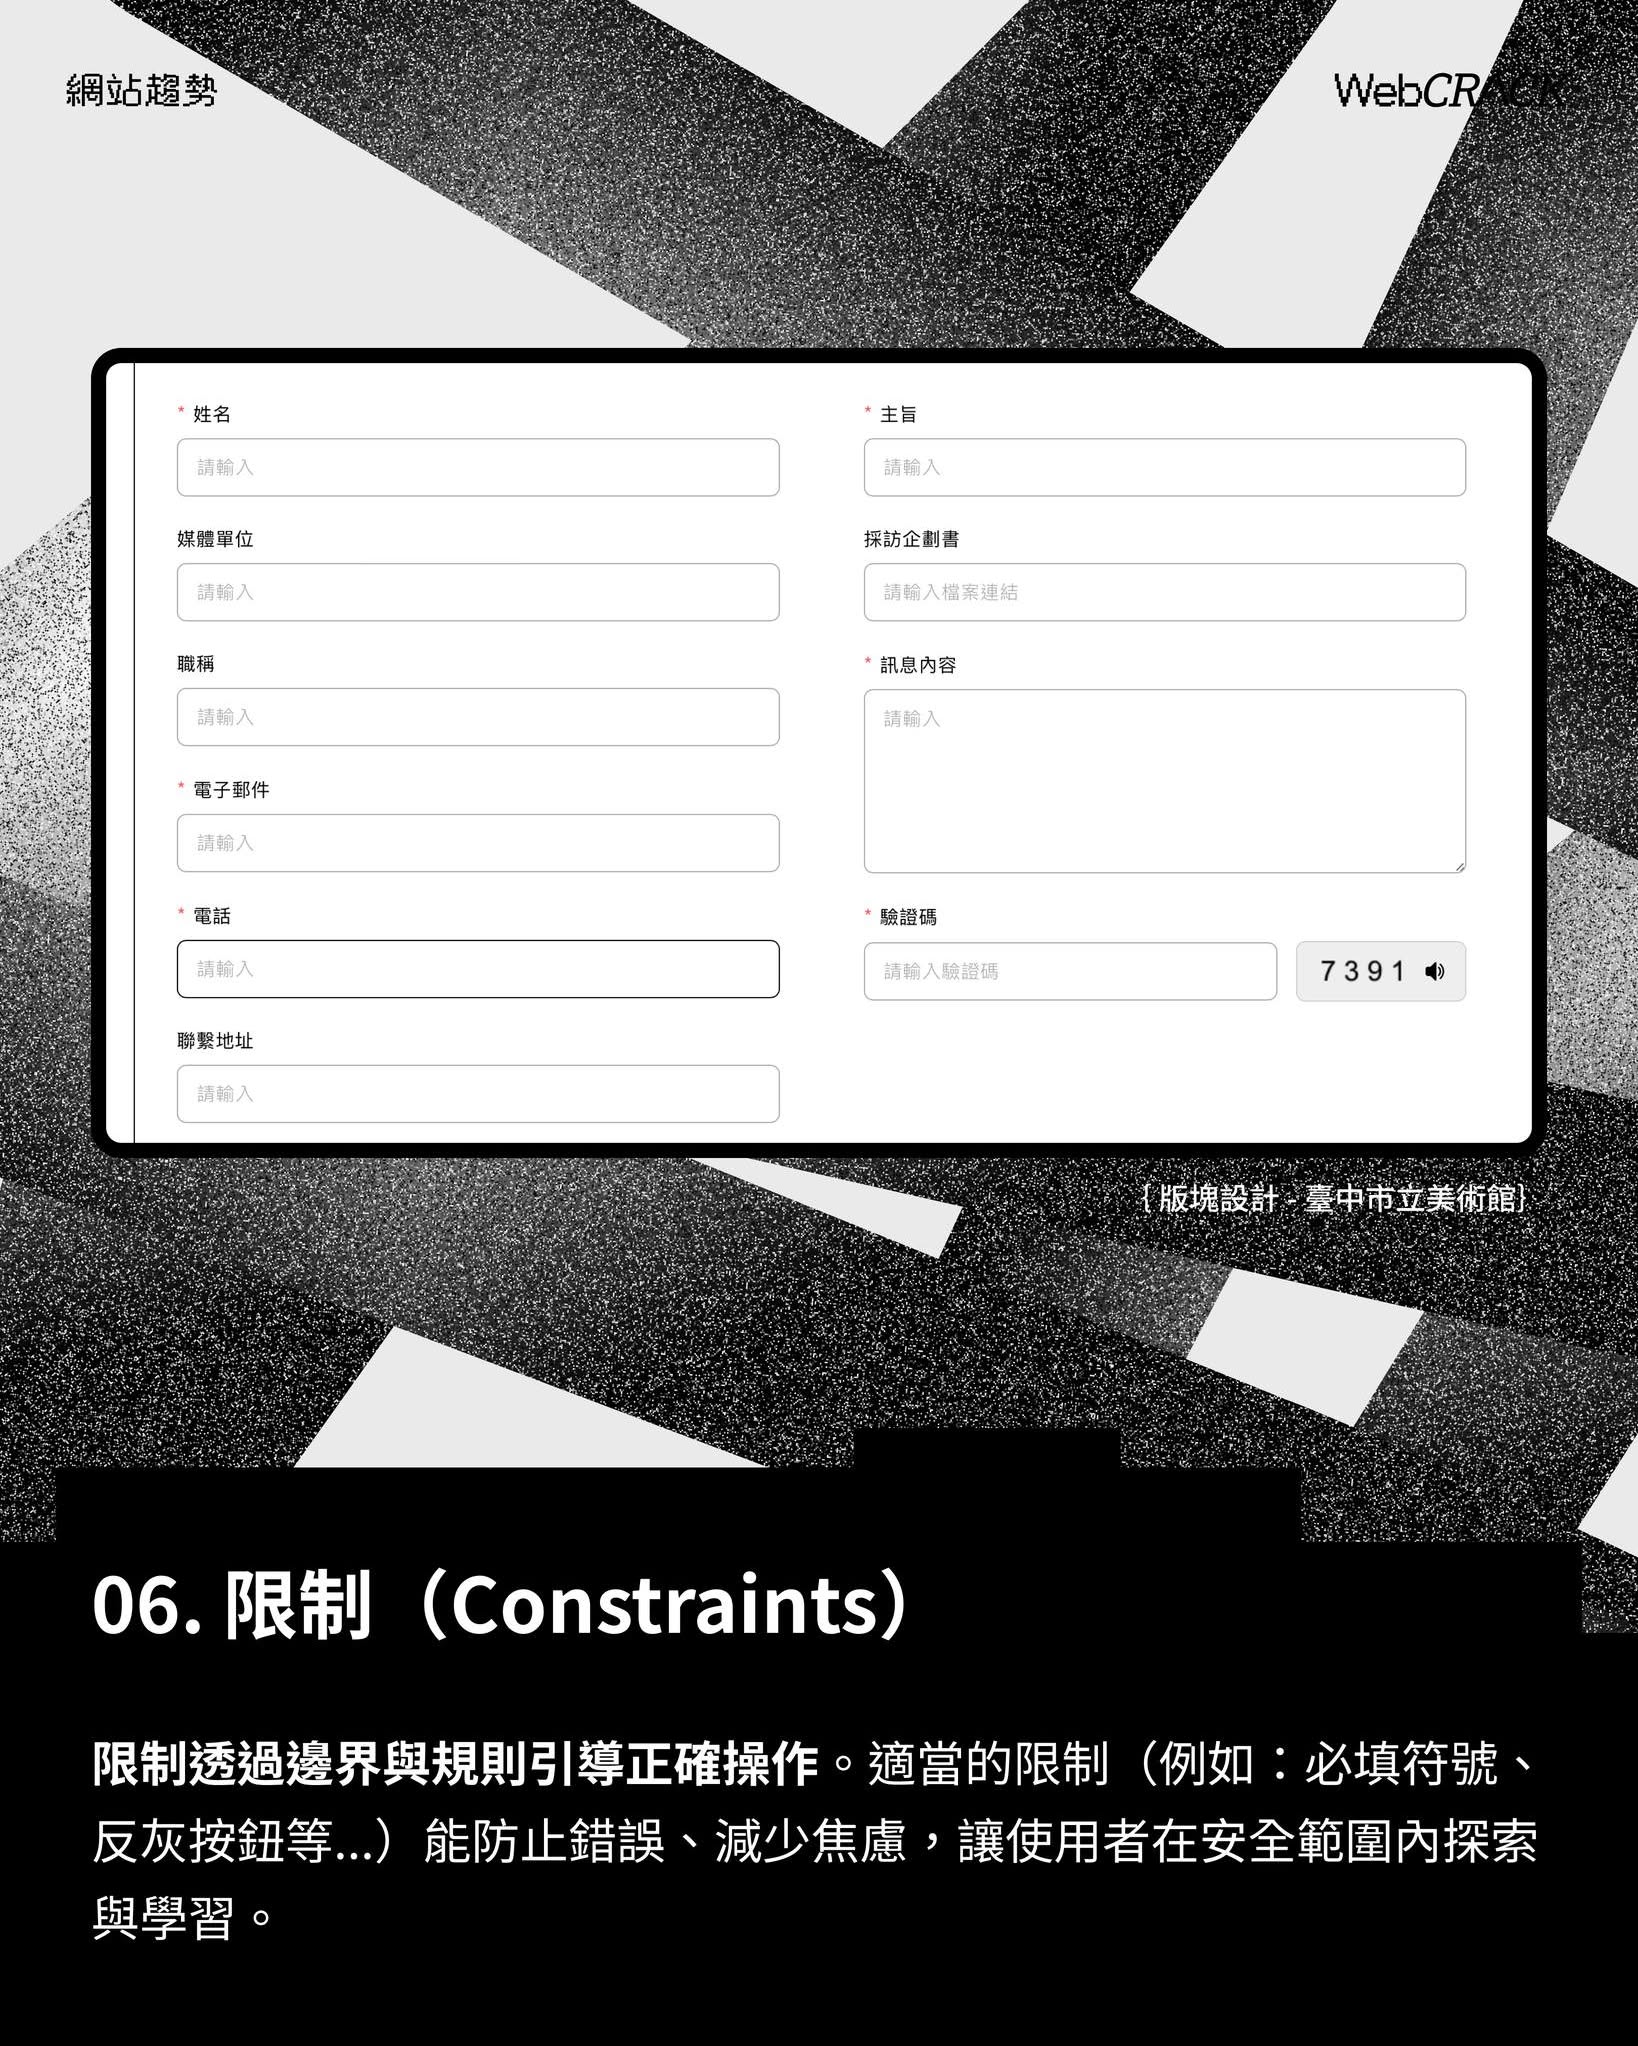 網站趨勢
WebCRACK
* 姓名
請輸入
媒體單位
請輸入
職稱
請輸入
* 電子郵件
請輸入
* 電話
請輸入
聯繫地址
請輸入
* 主旨
請輸入
採訪企劃書
請輸入檔案連結
* 訊息內容
請輸入
* 驗證碼
請輸入驗證碼
7391
{ 版塊設計 - 臺中市立美術館}
06. 限制（Constraints）
限制透過邊界與規則引導正確操作。適當的限制（例如：必填符號、
反灰按鈕等...）能防止錯誤、減少焦慮，讓使用者在安全範圍內探索
與學習。